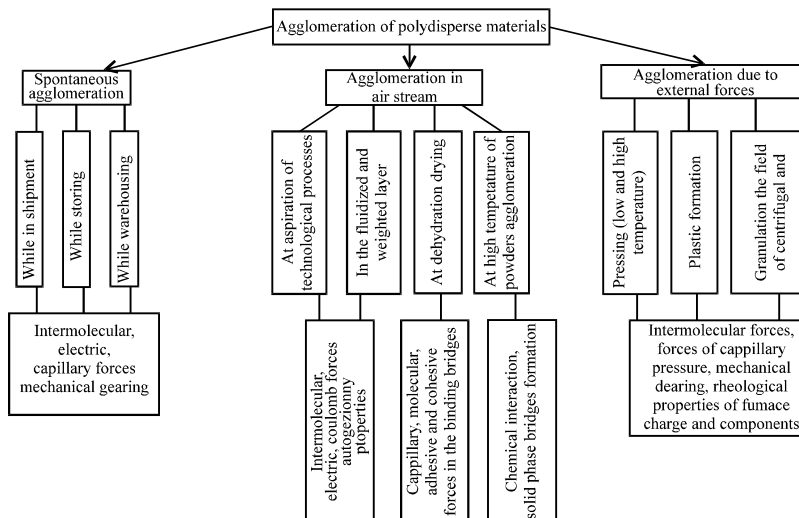 Agglomeration of polydisperse materials
Spontaneous
agglomeration
Agglomeration in
air stream
Agglomeration due to
external forces
While in shipment
While storing
While warehousing
At aspiration of
technological processes
In the fluidized and
weighted layer
At dehydration drying
At high tempetature of
powders agglomeration
Pressing (low and high
temperature)
Plastic formation
Granulation the field
of centrifugal and
Intermolecular,
electric,
capillary forces
mechanical gearing
Intermolecular,
electric, coulomb forces
autogezionny
ptoperties
Cappillary, molecular,
adhesive and cohesive
forces in the binding bridges
Chemical interaction,
solid phase bridges formation
Intermolecular forces,
forces of cappillary
pressure, mechanical
dearing, rheological
properties of fumace
charge and components